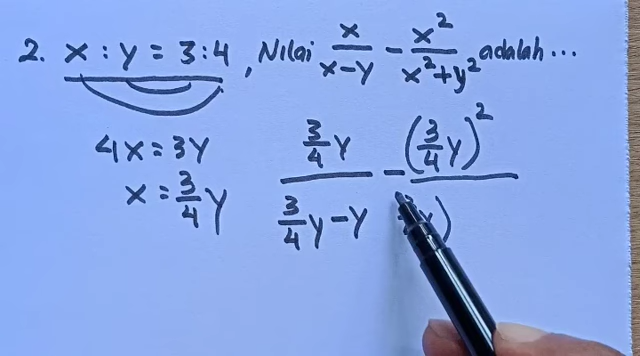 2. x : y = 3 : 4, Nilai x/(x-y) - x²/(x²+y²) adalah...
4x = 3y
x = 3/4 y
(3/4 y)/(3/4 y - y) - (3/4 y)²/( y)